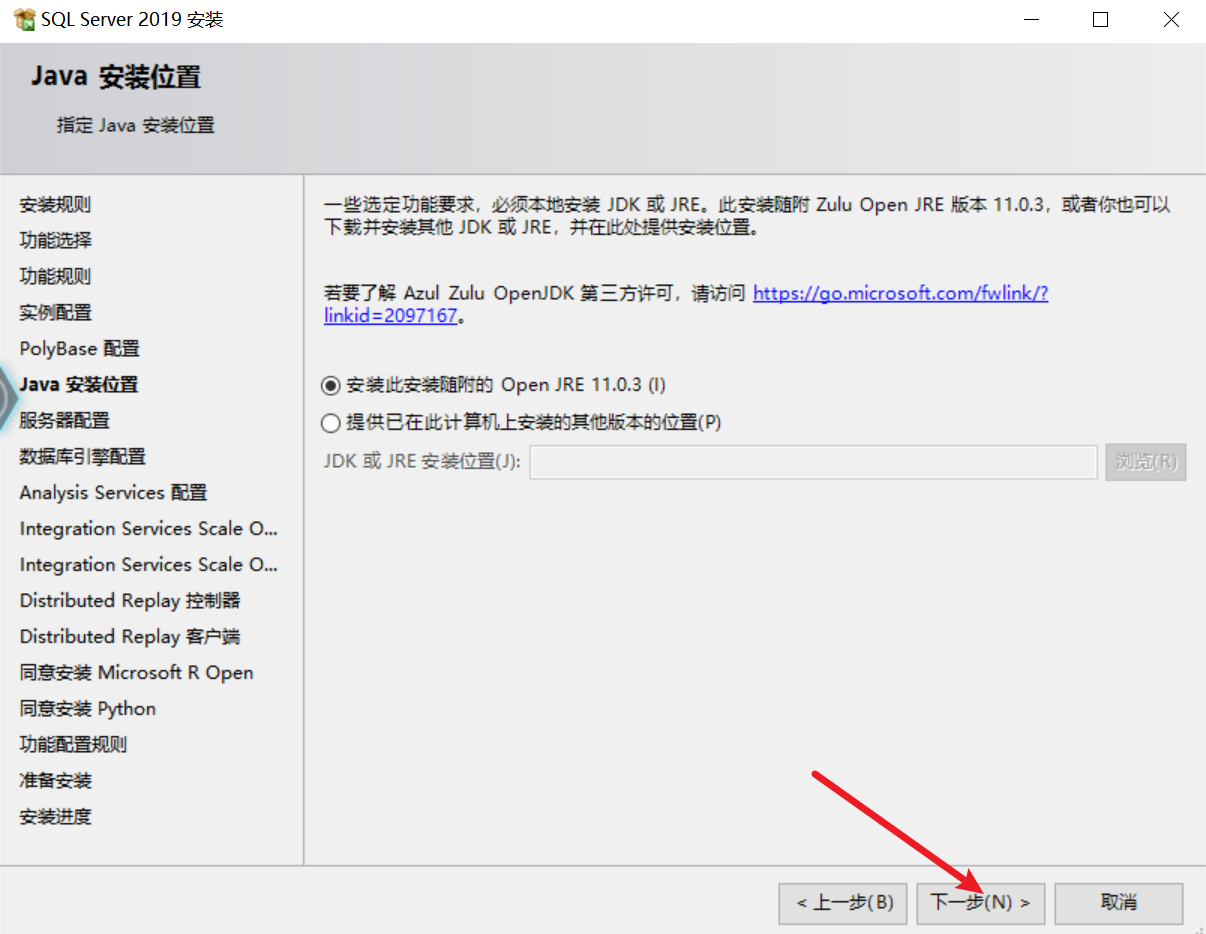 SQL Server 2019 安装
Java 安装位置
指定 Java 安装位置
安装规则
功能选择
功能规则
实例配置
PolyBase 配置
Java 安装位置
服务器配置
数据库引擎配置
Analysis Services 配置
Integration Services Scale O...
Integration Services Scale O...
Distributed Replay 控制器
Distributed Replay 客户端
同意安装 Microsoft R Open
同意安装 Python
功能配置规则
准备安装
安装进度
一些选定功能要求，必须本地安装 JDK 或 JRE。此安装随附 Zulu Open JRE 版本 11.0.3，或者你也可以
下载并安装其他 JDK 或 JRE，并在此处提供安装位置。
若要了解 Azul Zulu OpenJDK 第三方许可，请访问 https://go.microsoft.com/fwlink/?
linkid=2097167。
安装此安装随附的 Open JRE 11.0.3 (I)
提供已在此计算机上安装的其他版本的位置(P)
JDK 或 JRE 安装位置(J):
浏览(R)
< 上一步(B)
下一步(N) >
取消